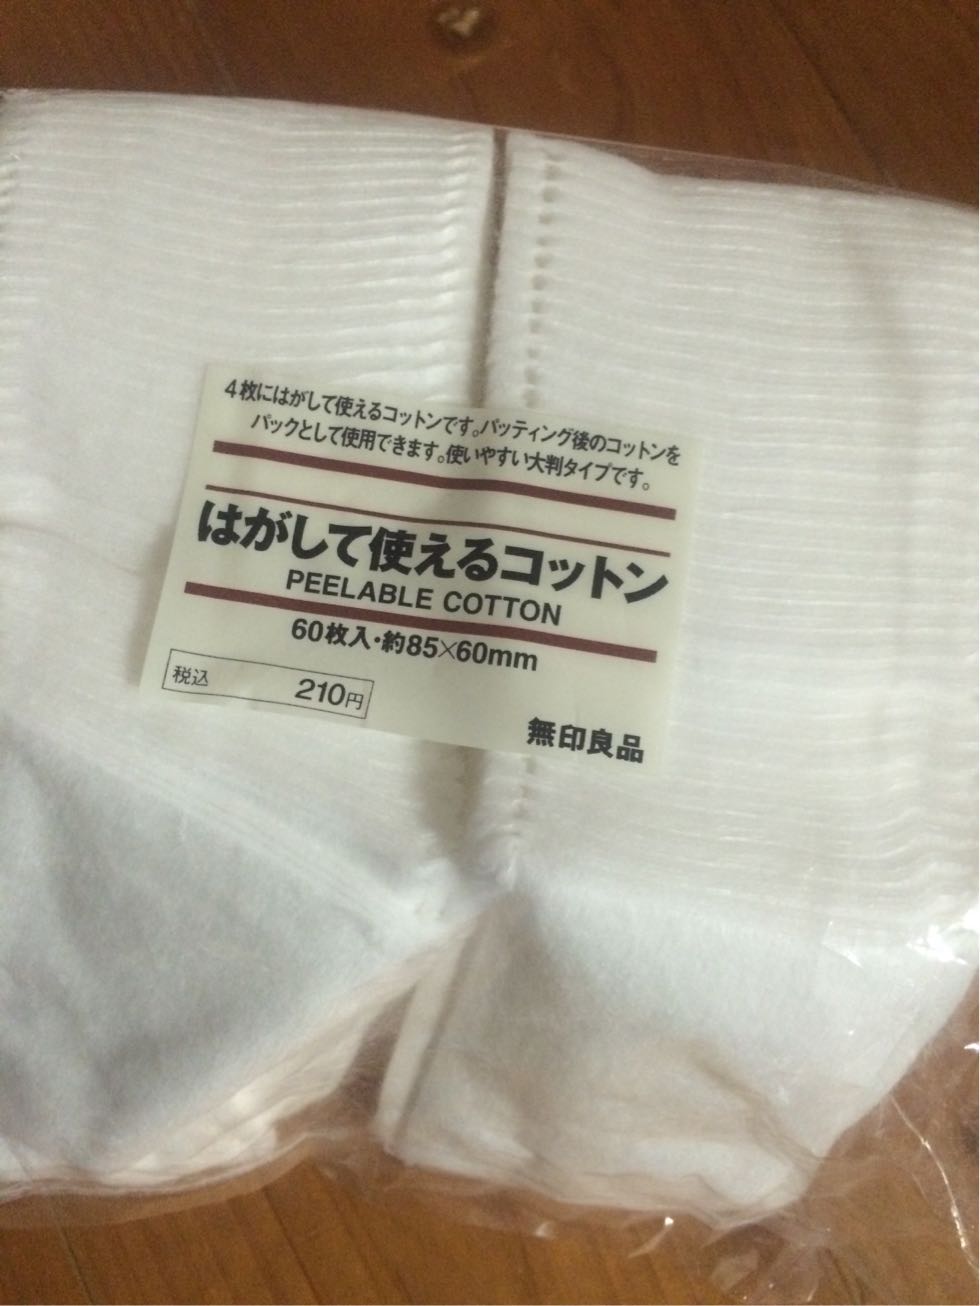 4枚にはがして使えるコットンです。パッティング後のコットンを
パックとして使用できます。使いやすい大判タイプです。
はがして使えるコットン
PEELABLE COTTON
60枚入・約85×60mm
税込 210円
無印良品